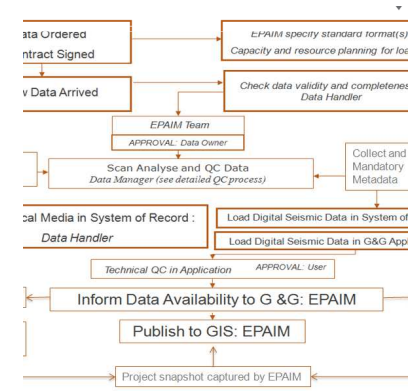 ata Ordered
ntract Signed
EPAIM specify standard format(s)
Capacity and resource planning for loa
w Data Arrived
Check data validity and completenes
Data Handler
EPAIM Team
APPROVAL: Data Owner
Scan Analyse and QC Data
Data Manager (see detailed QC process)
Collect and
Mandatory
Metadata
cal Media in System of Record :
Data Handler
Load Digital Seismic Data in System of
Load Digital Seismic Data in G&G Appl
Technical QC in Application
APPROVAL: User
Inform Data Availability to G &G: EPAIM
Publish to GIS: EPAIM
Project snapshot captured by EPAIM